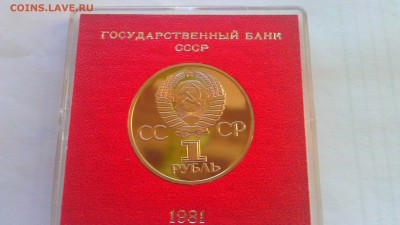 COINS.LAVE.RU
ГОСУДАРСТВЕННЫЙ БАНК
СССР
СС СР
1
РУБЛЬ
1981